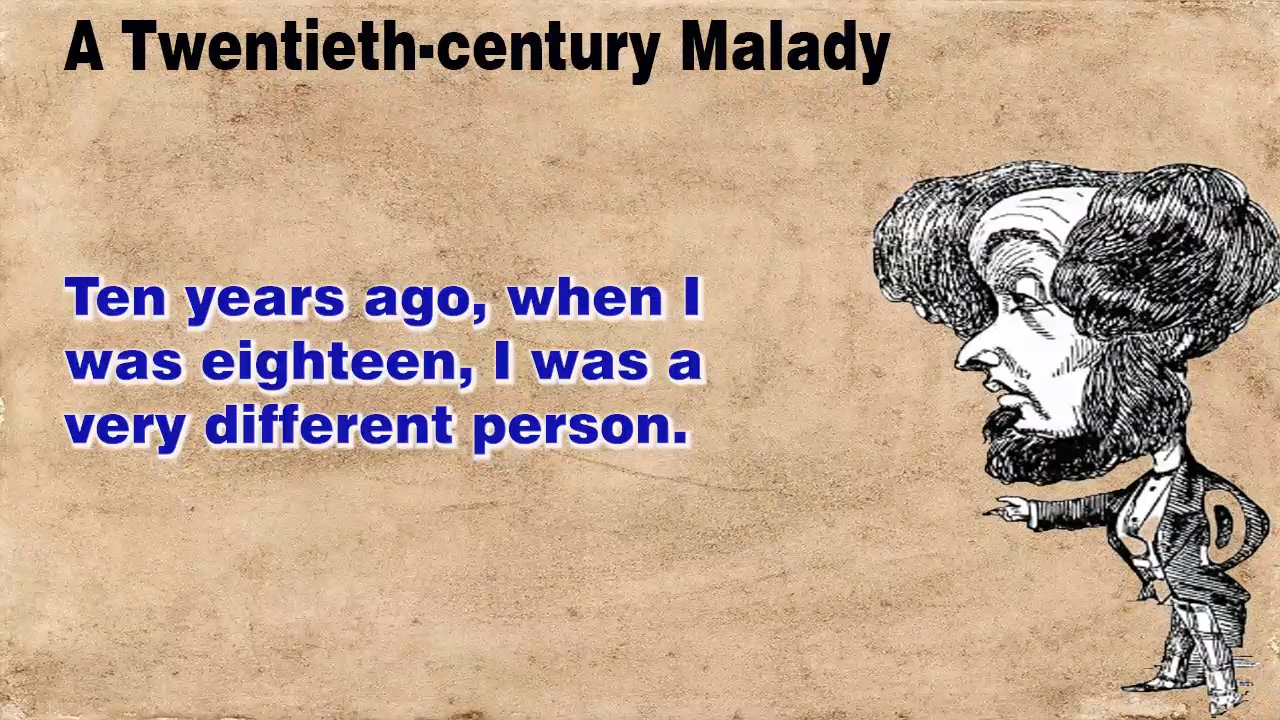 A Twentieth-century Malady
Ten years ago, when I
was eighteen, I was a
very different person.